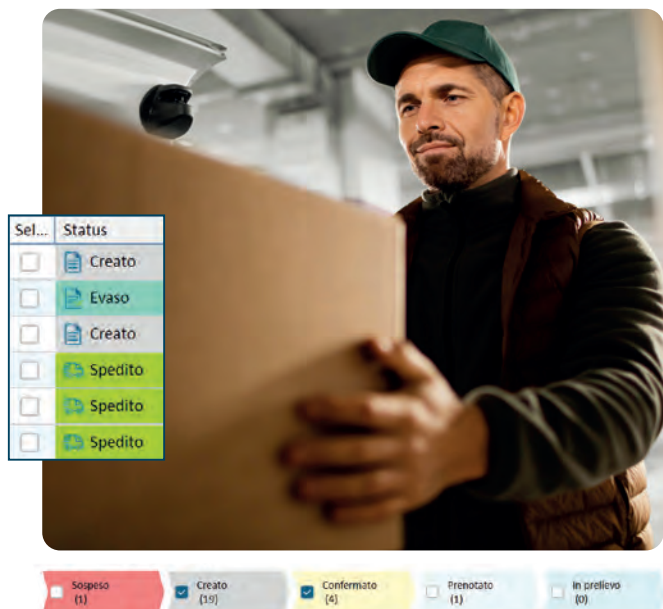 Sel... Status
Creato
Evaso
Creato
Spedito
Spedito
Spedito
Sospeso
(1)
Creato
(19)
Confermato
(4)
Prenotato
(1)
In prelievo
(0)